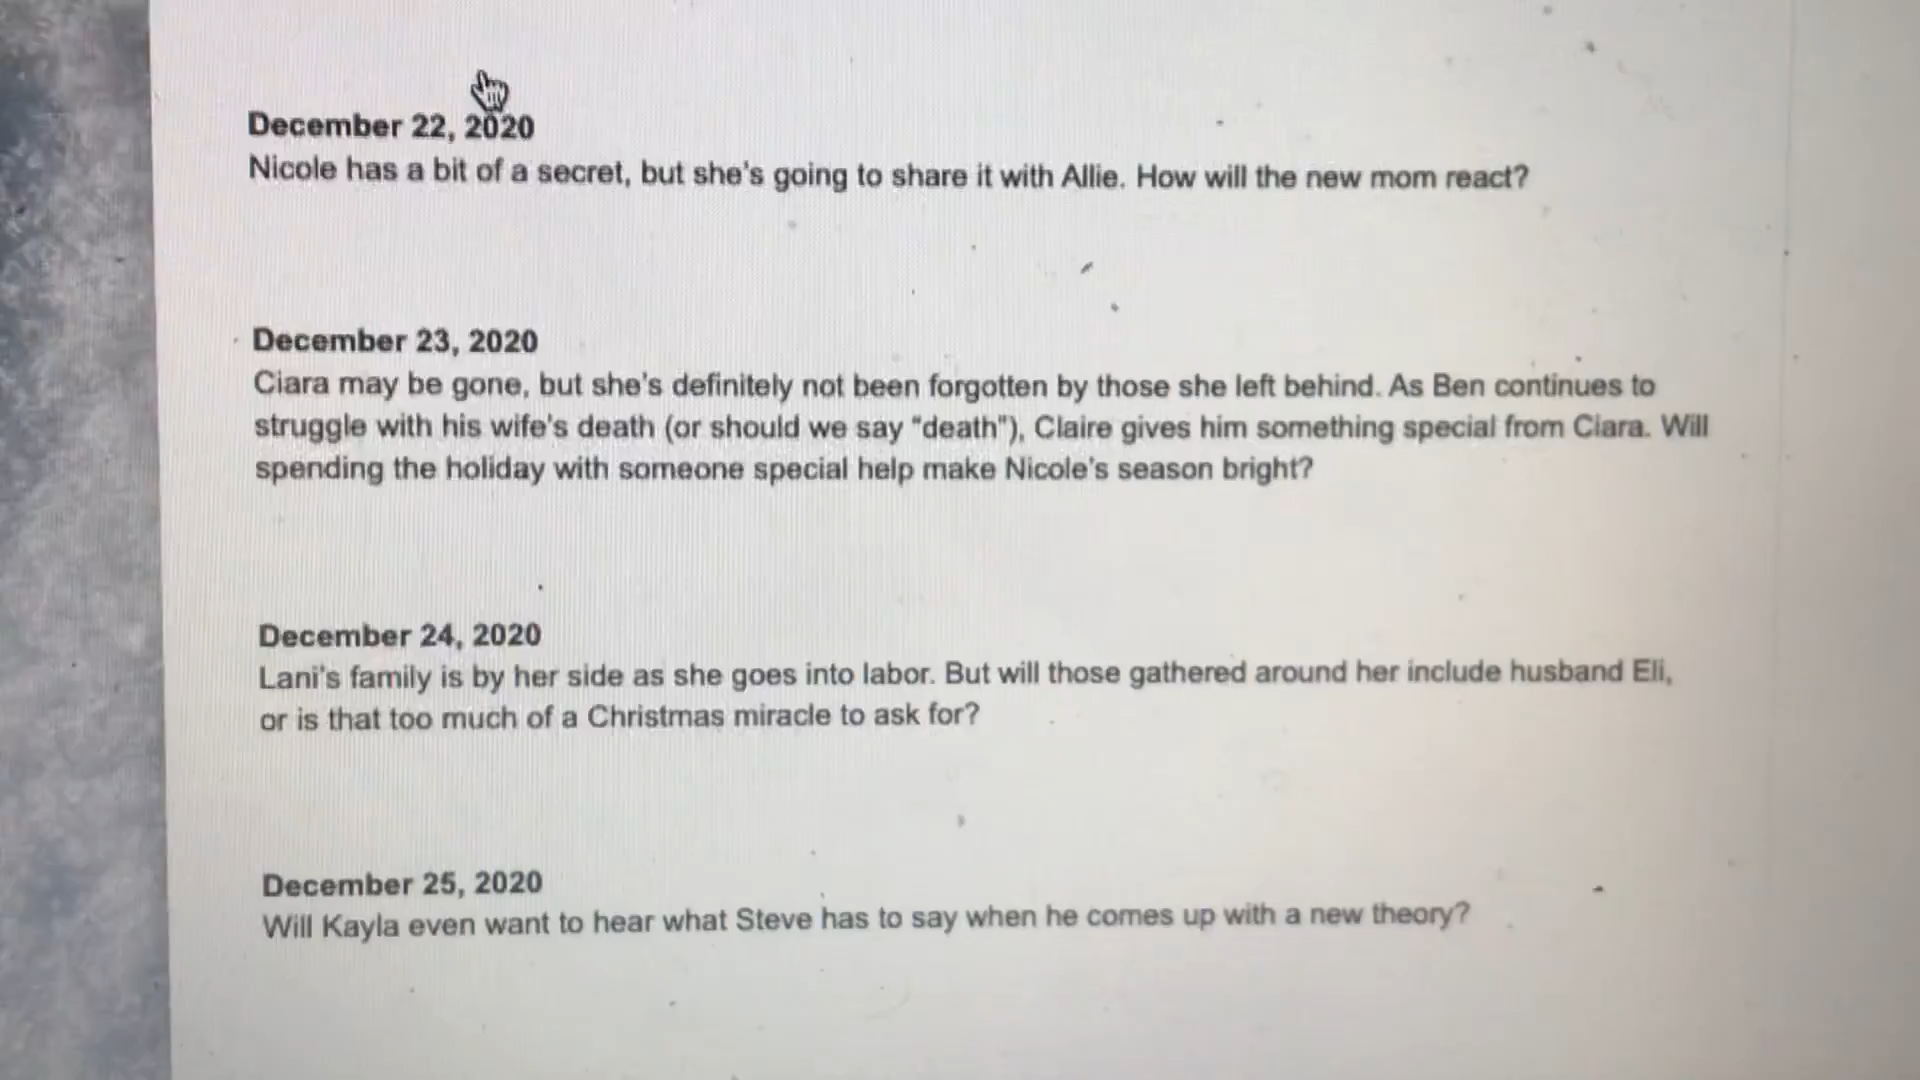 December 22, 2020
Nicole has a bit of a secret, but she's going to share it with Allie. How will the new mom react?
December 23, 2020
Ciara may be gone, but she's definitely not been forgotten by those she left behind. As Ben continues to
struggle with his wife's death (or should we say "death"), Claire gives him something special from Ciara. Will
spending the holiday with someone special help make Nicole's season bright?
December 24, 2020
Lani's family is by her side as she goes into labor. But will those gathered around her include husband Eli,
or is that too much of a Christmas miracle to ask for?
December 25, 2020
Will Kayla even want to hear what Steve has to say when he comes up with a new theory?